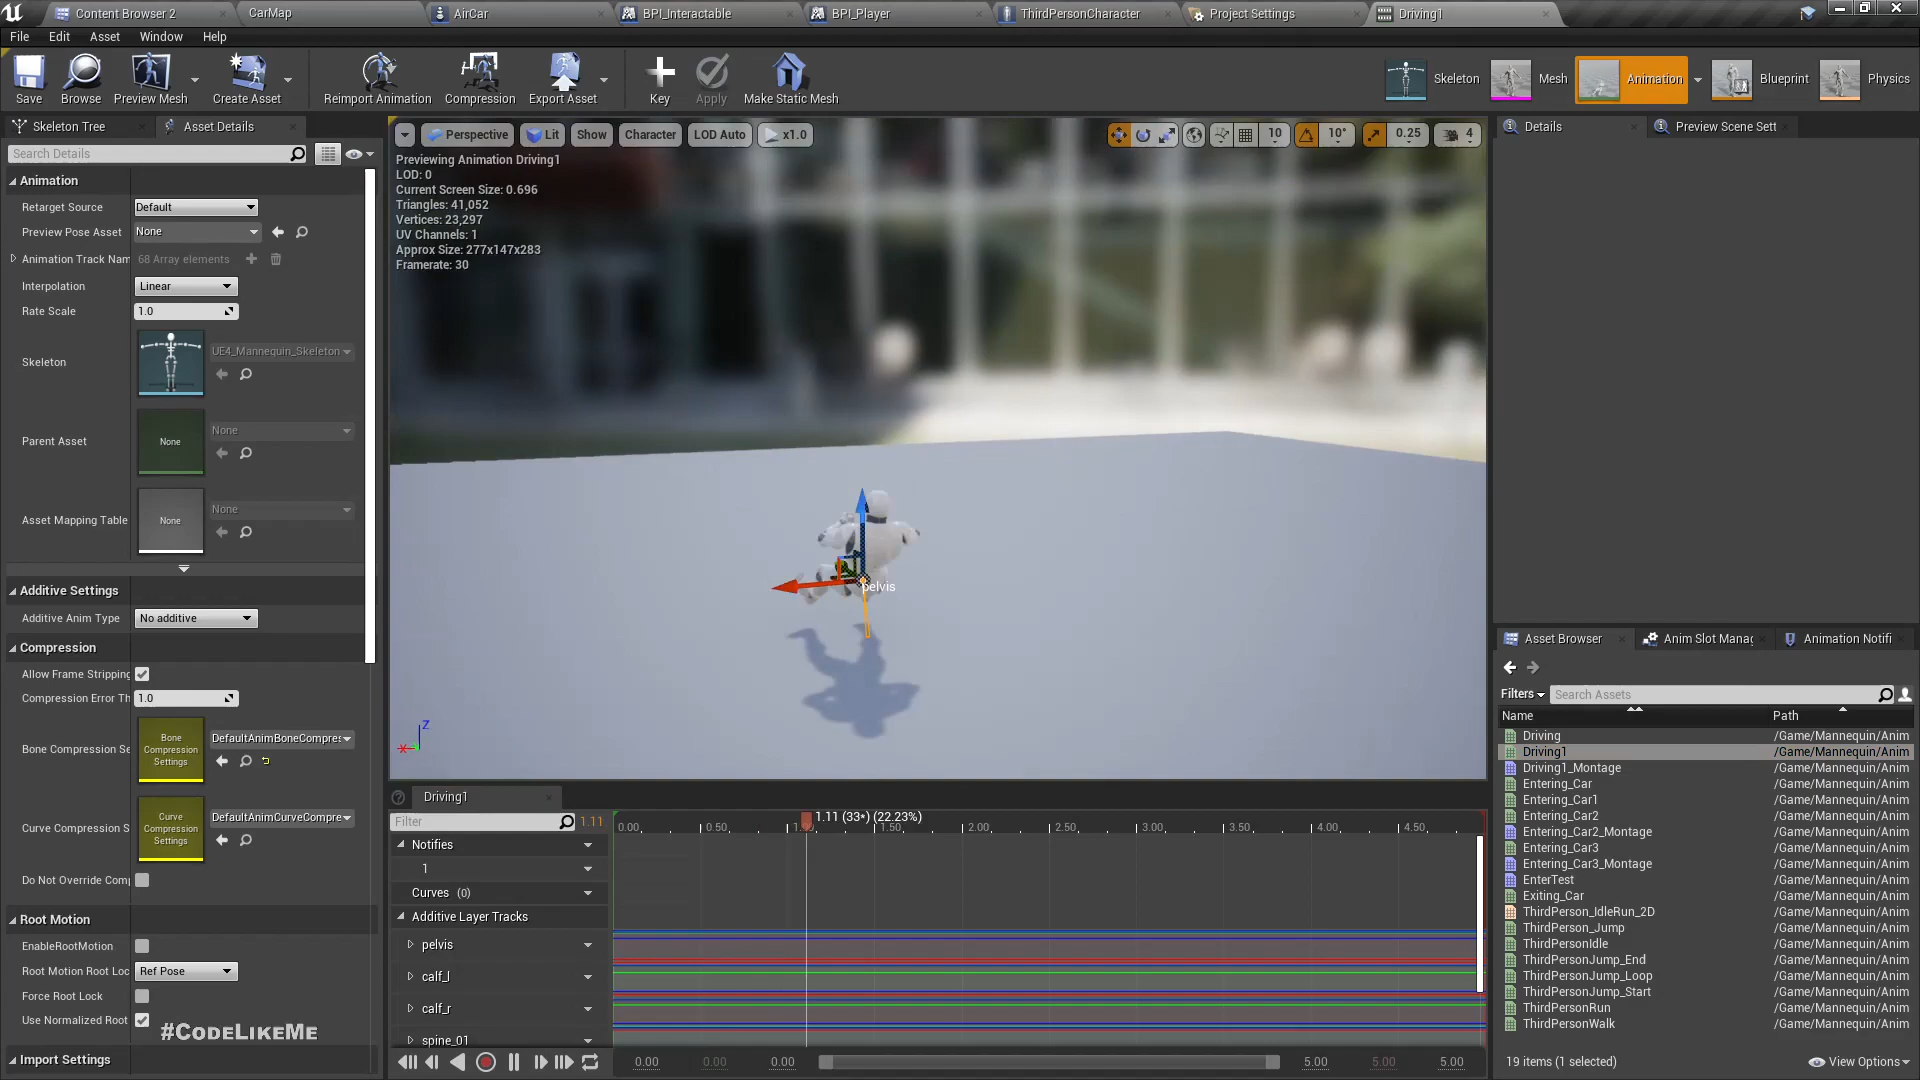 Content Browser 2
CarMap
AirCar
BPI_Interactable
BPI_Player
ThirdPersonCharacter
Project Settings
Driving1
File Edit Asset Window Help
Save
Browse
Preview Mesh
Create Asset
Reimport Animation
Compression
Export Asset
Key
Apply
Make Static Mesh
Skeleton
Mesh
Animation
Blueprint
Physics
Skeleton Tree
Asset Details
Search Details
Animation
Retarget Source Default
Preview Pose Asset None
Animation Track Nam 68 Array elements
Interpolation Linear
Rate Scale 1.0
Skeleton UE4_Mannequin_Skeleton
Parent Asset None None
Asset Mapping Table None None
Additive Settings
Additive Anim Type No additive
Compression
Allow Frame Stripping
Compression Error Th 1.0
Bone Compression Se Bone Compression Settings DefaultAnimBoneCompres
Curve Compression S Curve Compression Settings DefaultAnimCurveCompre
Do Not Override Comp
Root Motion
EnableRootMotion
Root Motion Root Loc Ref Pose
Force Root Lock
Use Normalized Root
#CodeLikeMe
Import Settings
Perspective Lit Show Character LOD Auto x1.0
10 10° 0.25 4
Previewing Animation Driving1
LOD: 0
Current Screen Size: 0.696
Triangles: 41,052
Vertices: 23,297
UV Channels: 1
Approx Size: 277x147x283
Framerate: 30
pelvis
Z
X
Driving1
Filter 1.11
1.11 (33*) (22.23%)
0.00 0.50 1.50 2.00 2.50 3.00 3.50 4.00 4.50
Notifies
1
Curves (0)
Additive Layer Tracks
pelvis
calf_l
calf_r
spine_01
0.00 0.00 0.00 5.00 5.00 5.00
Details
Preview Scene Sett
Asset Browser
Anim Slot Manag
Animation Notifi
Filters Search Assets
Name Path
Driving /Game/Mannequin/Anim
Driving1 /Game/Mannequin/Anim
Driving1_Montage /Game/Mannequin/Anim
Entering_Car /Game/Mannequin/Anim
Entering_Car1 /Game/Mannequin/Anim
Entering_Car2 /Game/Mannequin/Anim
Entering_Car2_Montage /Game/Mannequin/Anim
Entering_Car3 /Game/Mannequin/Anim
Entering_Car3_Montage /Game/Mannequin/Anim
EnterTest /Game/Mannequin/Anim
Exiting_Car /Game/Mannequin/Anim
ThirdPerson_IdleRun_2D /Game/Mannequin/Anim
ThirdPerson_Jump /Game/Mannequin/Anim
ThirdPersonIdle /Game/Mannequin/Anim
ThirdPersonJump_End /Game/Mannequin/Anim
ThirdPersonJump_Loop /Game/Mannequin/Anim
ThirdPersonJump_Start /Game/Mannequin/Anim
ThirdPersonRun /Game/Mannequin/Anim
ThirdPersonWalk /Game/Mannequin/Anim
19 items (1 selected)
View Options